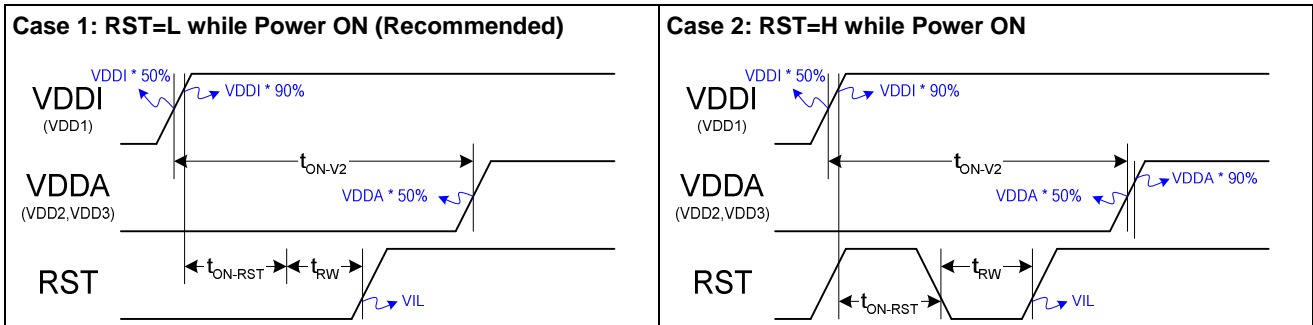 Case 1: RST=L while Power ON (Recommended)
VDDI * 50%
VDDI * 90%
VDDI
(VDD1)
tON-V2
VDDA
(VDD2,VDD3)
VDDA * 50%
RST
tON-RST
tRW
VIL
Case 2: RST=H while Power ON
VDDI * 50%
VDDI * 90%
VDDI
(VDD1)
tON-V2
VDDA
(VDD2,VDD3)
VDDA * 50%
VDDA * 90%
RST
tON-RST
tRW
VIL